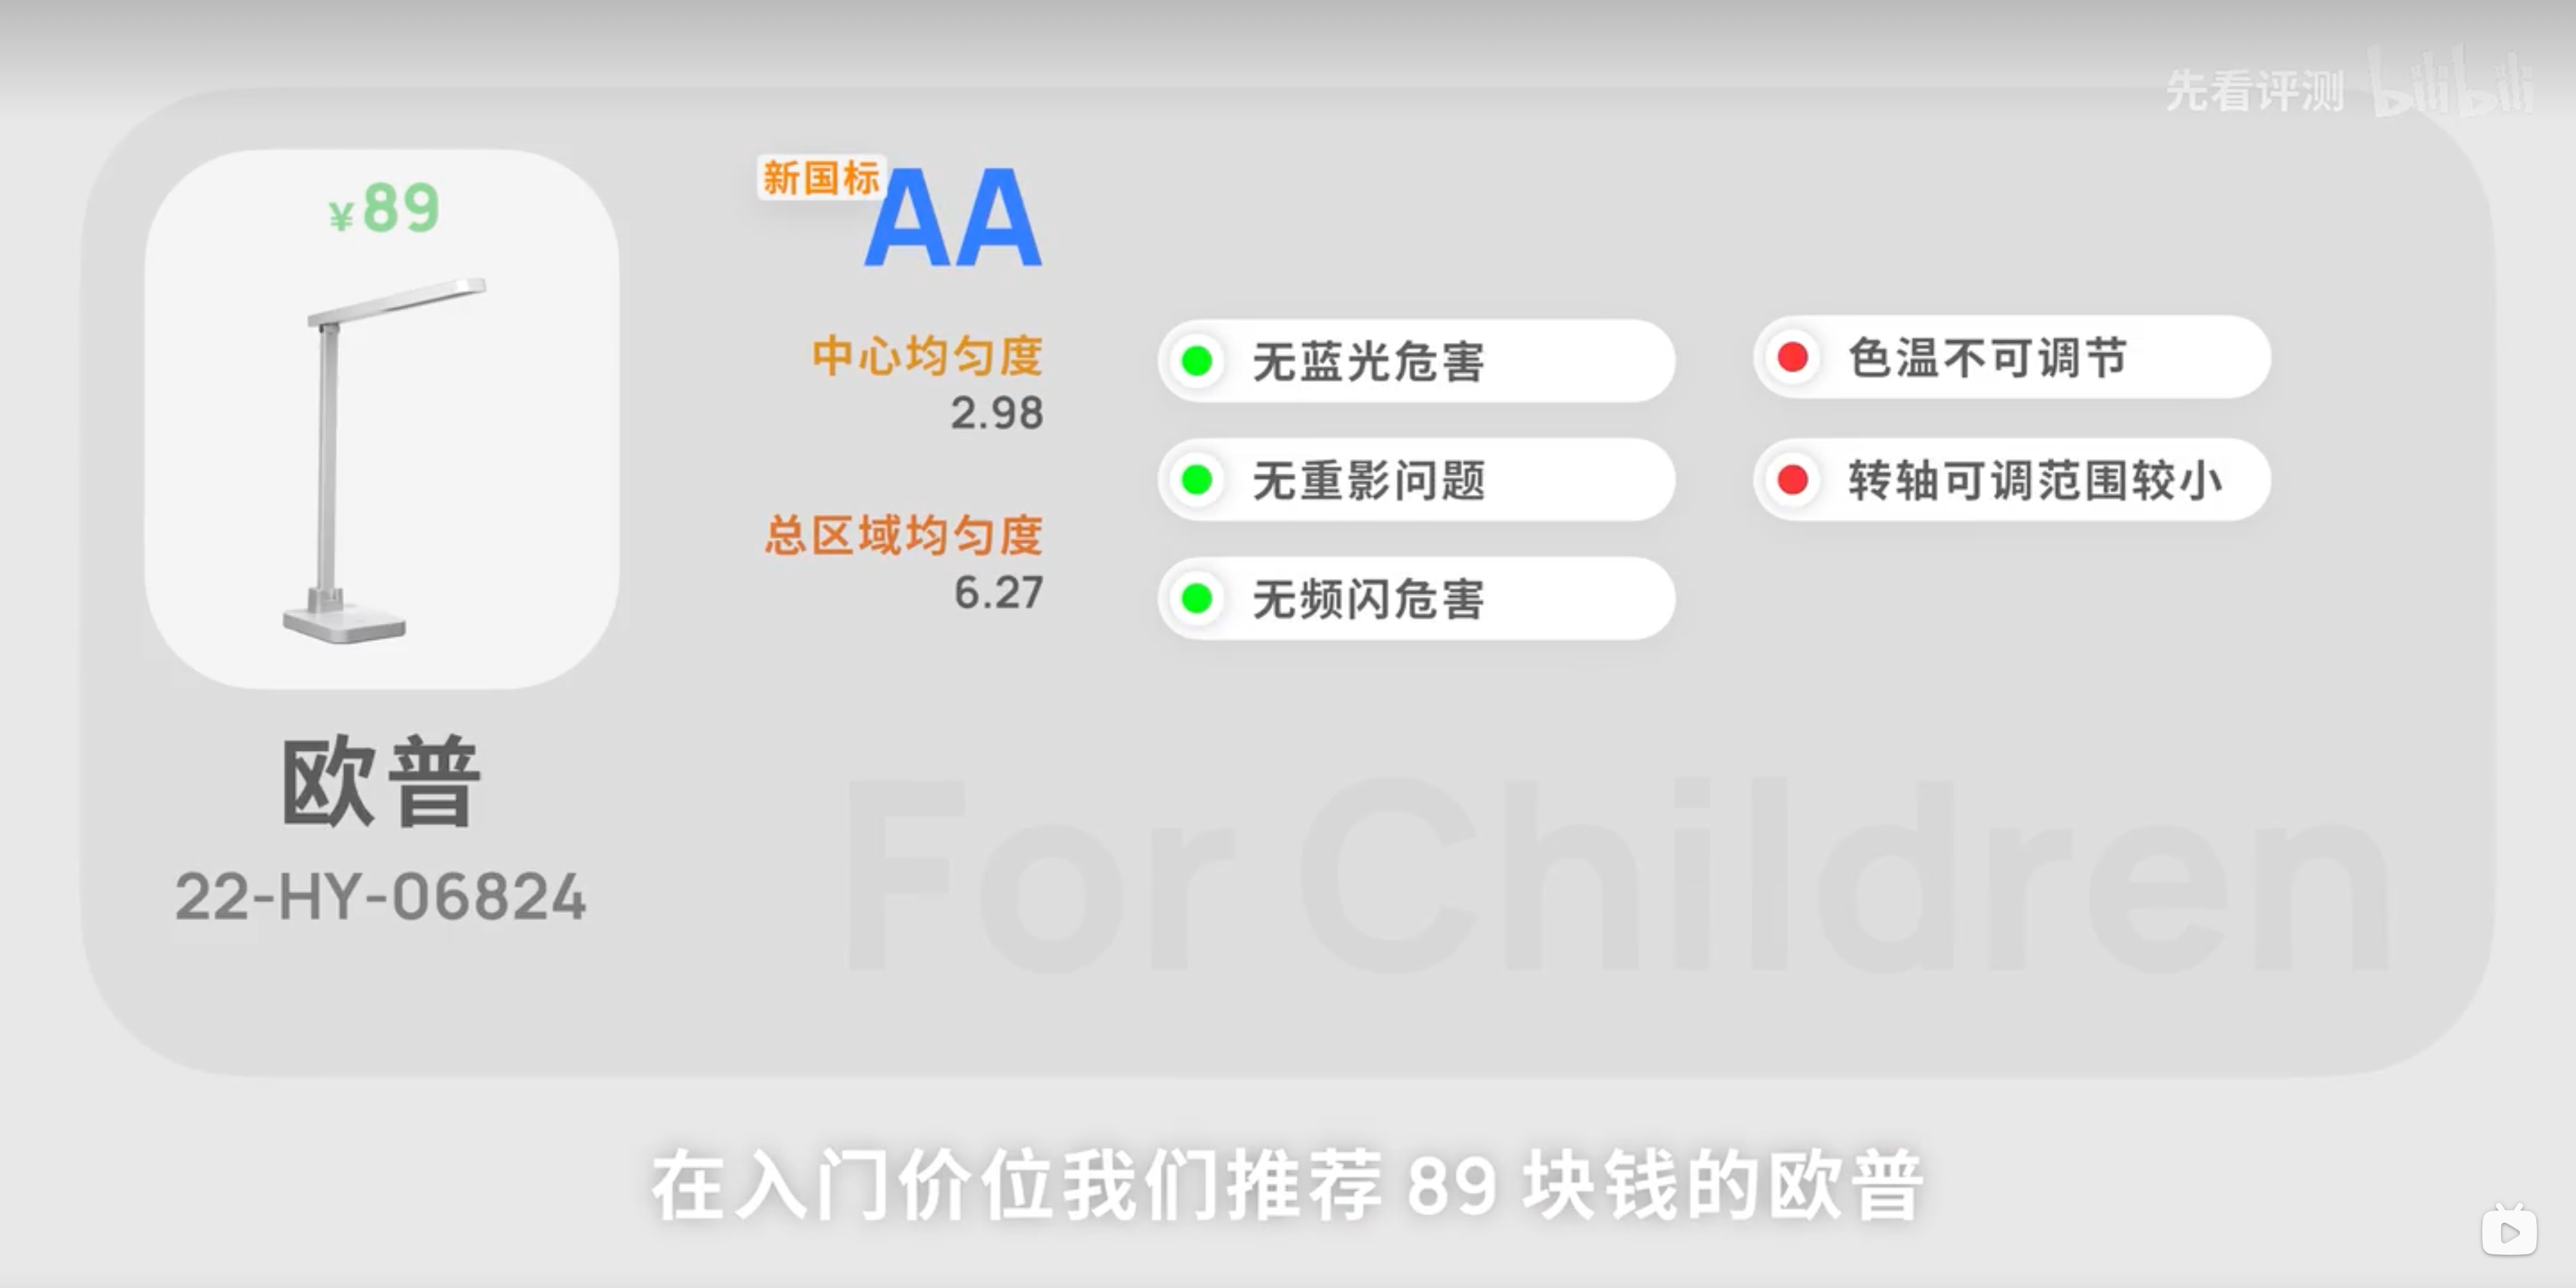 先看评测 bilibili
¥89
欧普
22-HY-06824
新国标
AA
中心均匀度
2.98
总区域均匀度
6.27
无蓝光危害
无重影问题
无频闪危害
色温不可调节
转轴可调范围较小
For Children
在入门价位我们推荐 89 块钱的欧普